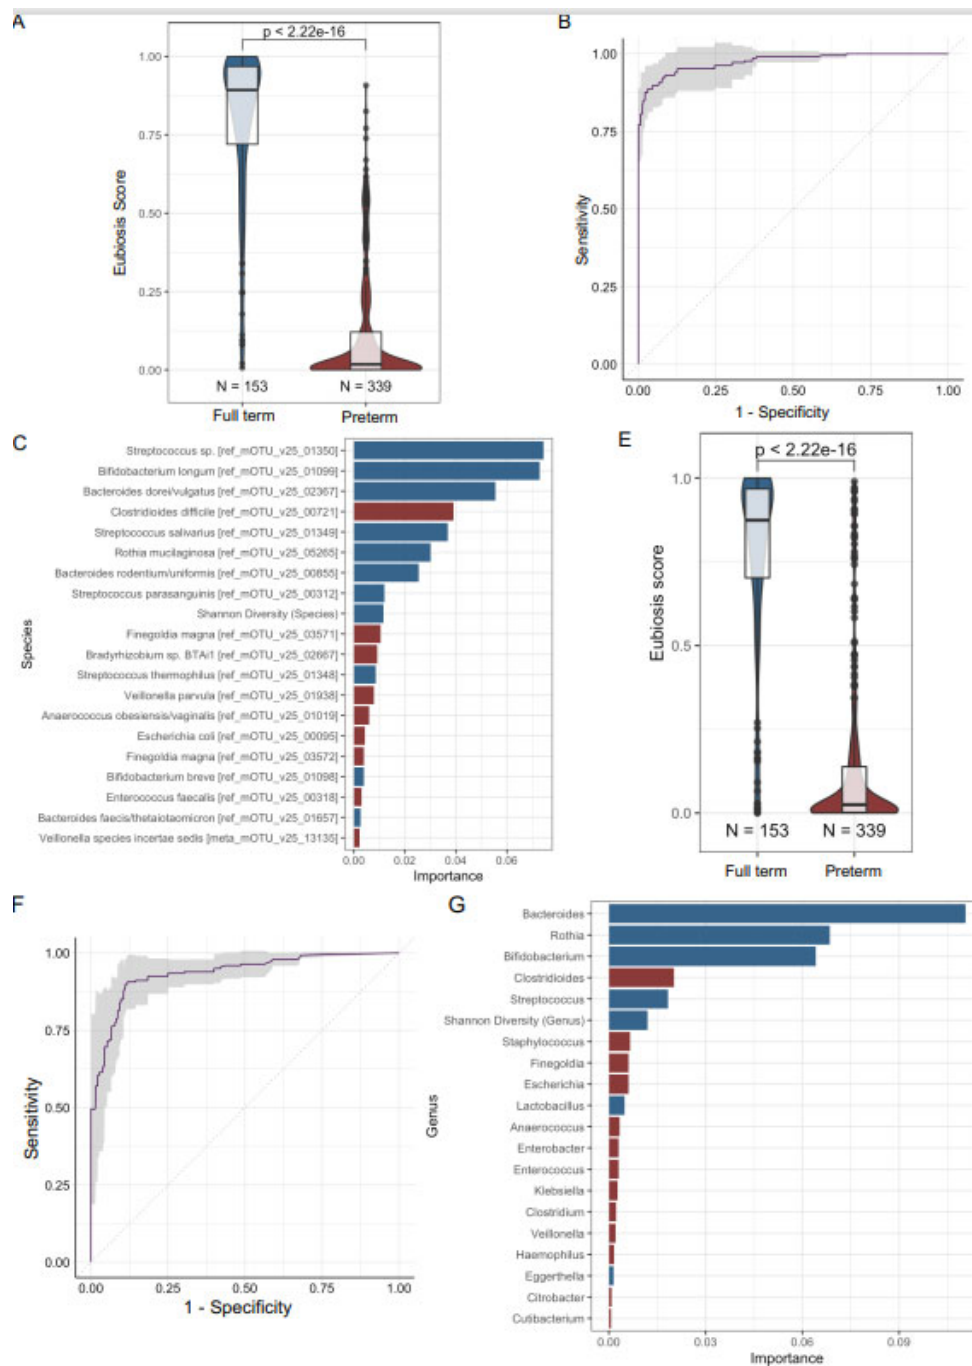 A
p < 2.22e-16
1.00
0.75
0.50
0.25
0.00
Eubiosis Score
N = 153
N = 339
Full term
Preterm
B
1.00
0.75
0.50
0.25
0.00
Sensitivity
0.00
0.25
0.50
0.75
1.00
1 - Specificity
C
Species
Streptococcus sp. [ref_mOTU_v25_01350]
Bifidobacterium longum [ref_mOTU_v25_01099]
Bacteroides dorei/vulgatus [ref_mOTU_v25_02367]
Clostridioides difficile [ref_mOTU_v25_00721]
Streptococcus salivarius [ref_mOTU_v25_01349]
Rothia mucilaginosa [ref_mOTU_v25_05265]
Bacteroides rodentium/uniformis [ref_mOTU_v25_00855]
Streptococcus parasanguinis [ref_mOTU_v25_00312]
Shannon Diversity (Species)
Finegoldia magna [ref_mOTU_v25_03571]
Bradyrhizobium sp. BTAi1 [ref_mOTU_v25_02667]
Streptococcus thermophilus [ref_mOTU_v25_01348]
Veillonella parvula [ref_mOTU_v25_01938]
Anaerococcus obesiensis/vaginalis [ref_mOTU_v25_01019]
Escherichia coli [ref_mOTU_v25_00095]
Finegoldia magna [ref_mOTU_v25_03572]
Bifidobacterium breve [ref_mOTU_v25_01098]
Enterococcus faecalis [ref_mOTU_v25_00318]
Bacteroides faecis/thetaiotaomicron [ref_mOTU_v25_01657]
Veillonella species incertae sedis [meta_mOTU_v25_13135]
0.00
0.02
0.04
0.06
Importance
E
p < 2.22e-16
1.0
0.5
0.0
Eubiosis score
N = 153
N = 339
Full term
Preterm
F
1.00
0.75
0.50
0.25
0.00
Sensitivity
0.00
0.25
0.50
0.75
1.00
1 - Specificity
G
Genus
Bacteroides
Rothia
Bifidobacterium
Clostridioides
Streptococcus
Shannon Diversity (Genus)
Staphylococcus
Finegoldia
Escherichia
Lactobacillus
Anaerococcus
Enterobacter
Enterococcus
Klebsiella
Clostridium
Veillonella
Haemophilus
Eggerthella
Citrobacter
Cutibacterium
0.00
0.03
0.06
0.09
Importance